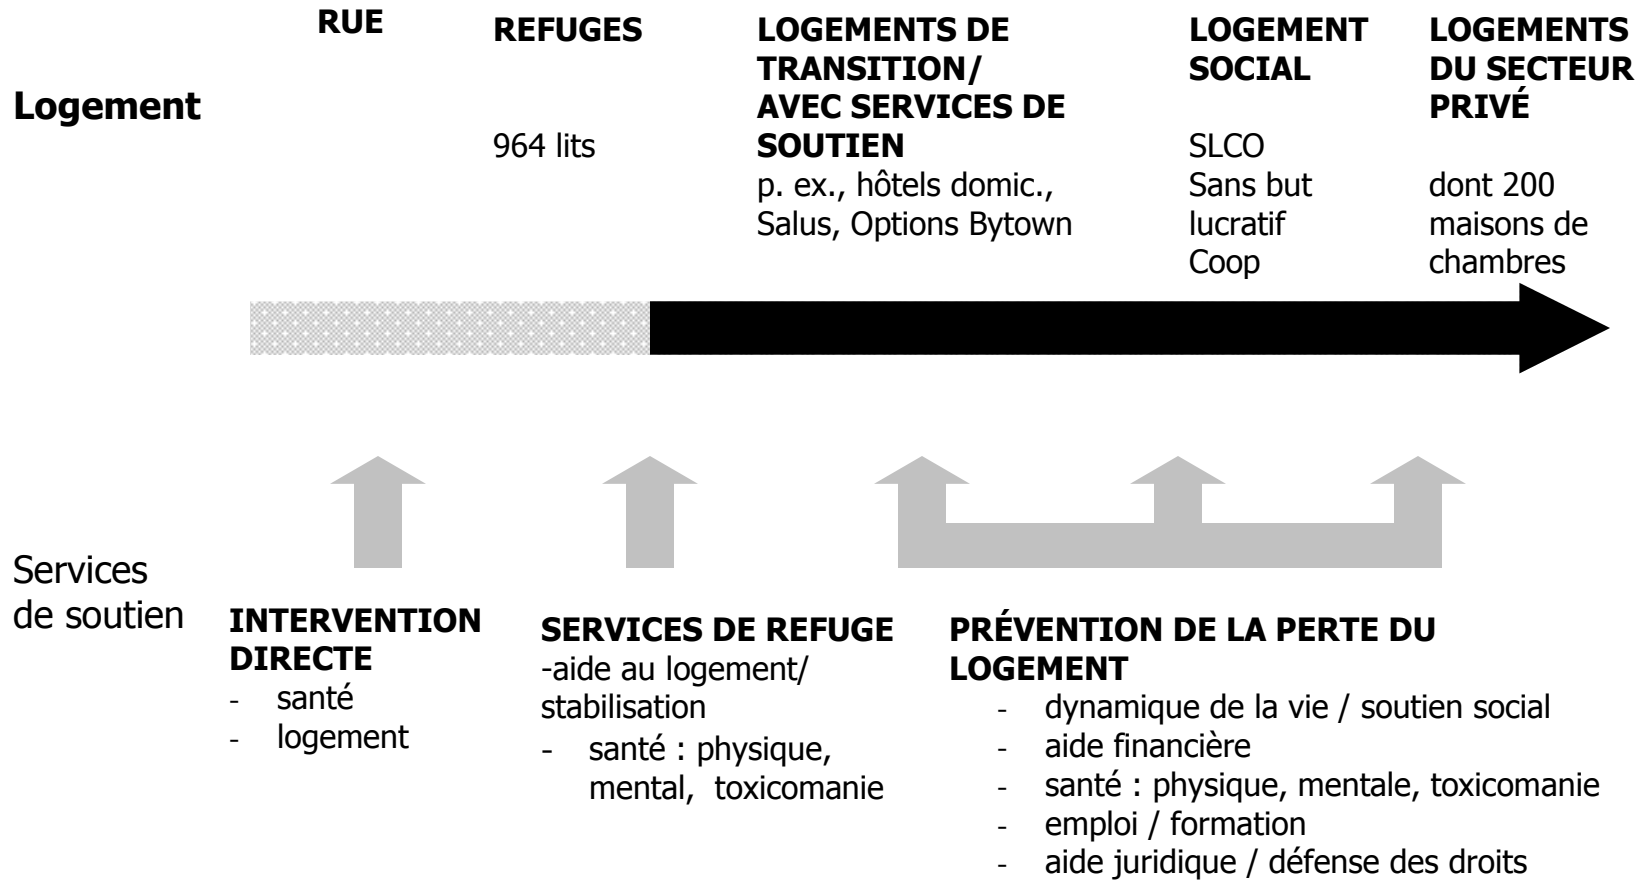 RUE
REFUGES
LOGEMENTS DE
TRANSITION/
AVEC SERVICES DE
SOUTIEN
p. ex., hôtels domic.,
Salus, Options Bytown
LOGEMENT
SOCIAL
SLCO
Sans but
lucratif
Coop
LOGEMENTS
DU SECTEUR
PRIVÉ
dont 200
maisons de
chambres
Logement
964 lits
Services
de soutien
INTERVENTION
DIRECTE
- santé
- logement
SERVICES DE REFUGE
-aide au logement/
stabilisation
- santé : physique,
mental, toxicomanie
PRÉVENTION DE LA PERTE DU
LOGEMENT
- dynamique de la vie / soutien social
- aide financière
- santé : physique, mentale, toxicomanie
- emploi / formation
- aide juridique / défense des droits